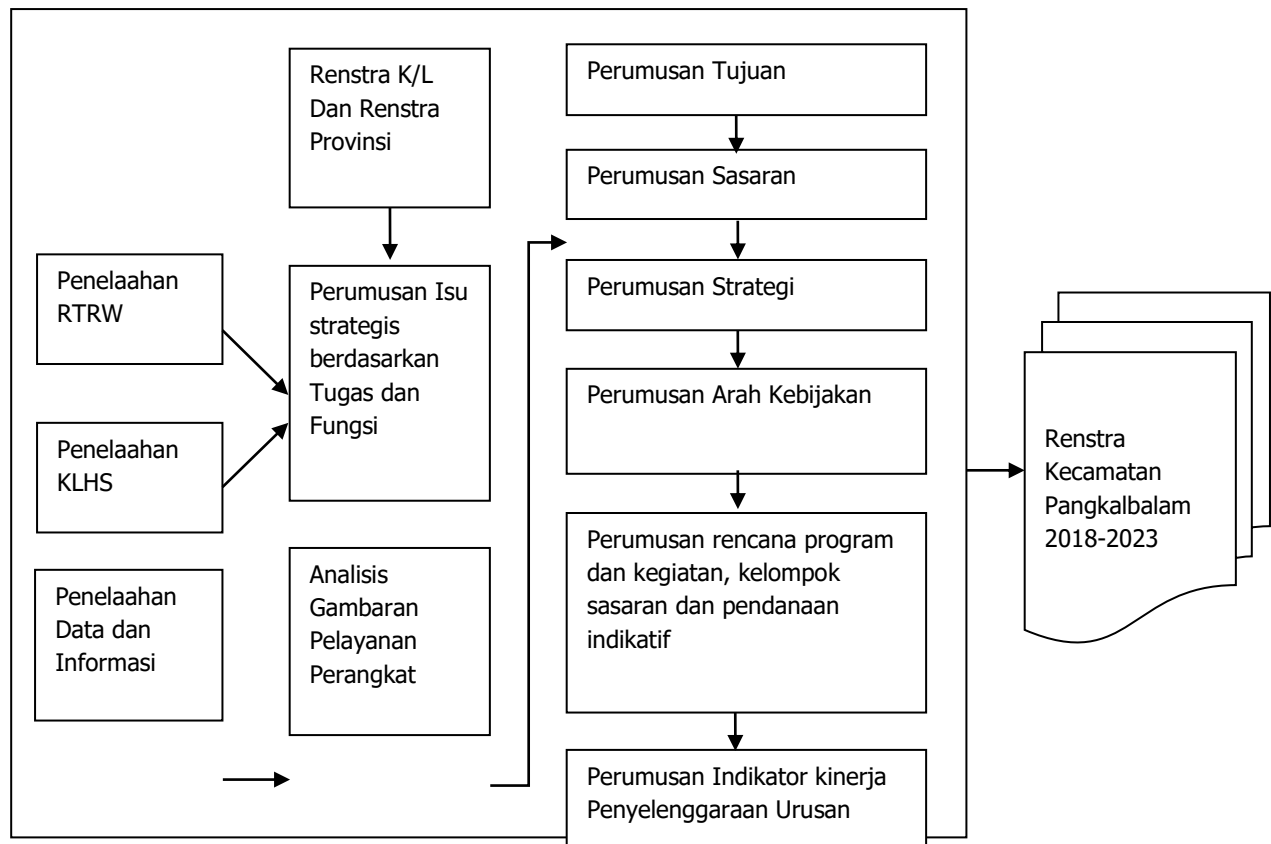 Renstra K/L
Dan Renstra
Provinsi
Penelaahan
RTRW
Perumusan Isu
strategis
berdasarkan
Tugas dan
Fungsi
Penelaahan
KLHS
Penelaahan
Data dan
Informasi
Analisis
Gambaran
Pelayanan
Perangkat
Perumusan Tujuan
Perumusan Sasaran
Perumusan Strategi
Perumusan Arah Kebijakan
Perumusan rencana program
dan kegiatan, kelompok
sasaran dan pendanaan
indikatif
Perumusan Indikator kinerja
Penyelenggaraan Urusan
Renstra
Kecamatan
Pangkalbalam
2018-2023